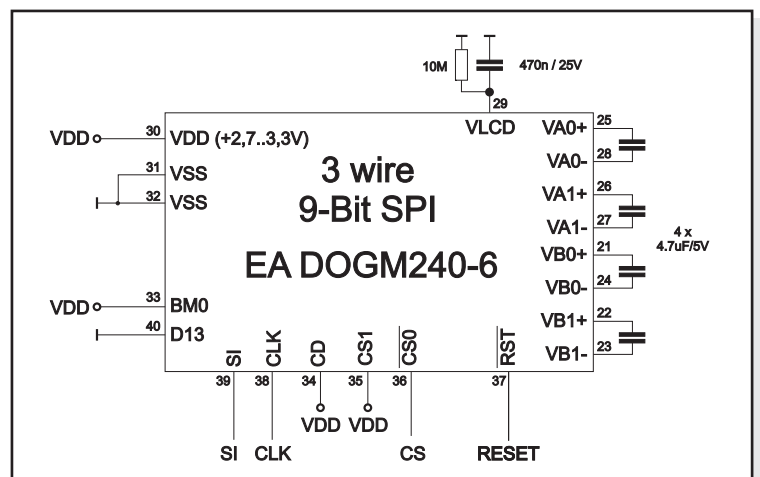 10M
470n / 25V
29
VLCD
VDD
30
VDD (+2,7..3,3V)
31
VSS
32
VSS
3 wire
9-Bit SPI
EA DOGM240-6
VDD
33
BM0
40
D13
VA0+
25
VA0-
28
VA1+
26
VA1-
27
VB0+
21
VB0-
24
VB1+
22
VB1-
23
4 x
4.7uF/5V
SI
CLK
CD
CS1
CS0
RST
39
38
34
35
36
37
VDD
VDD
SI
CLK
CS
RESET